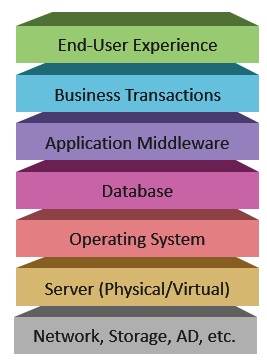 End-User Experience
Business Transactions
Application Middleware
Database
Operating System
Server (Physical/Virtual)
Network, Storage, AD, etc.